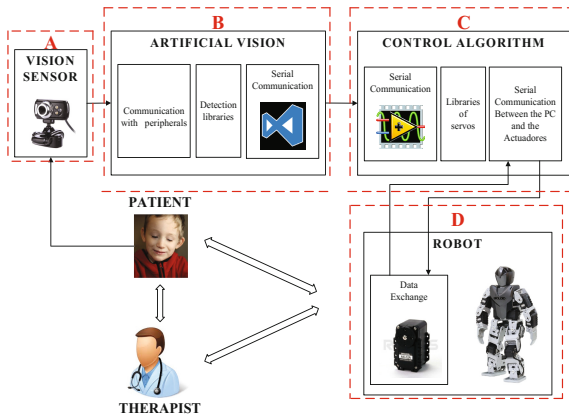 A
VISION
SENSOR
B
ARTIFICIAL VISION
Communication
with peripherals
Detection
libraries
Serial
Communication
C
CONTROL ALGORITHM
Serial
Communication
Libraries
of
servos
Serial
Communication
Between the PC
and the
Actuadores
PATIENT
THERAPIST
D
ROBOT
Data
Exchange